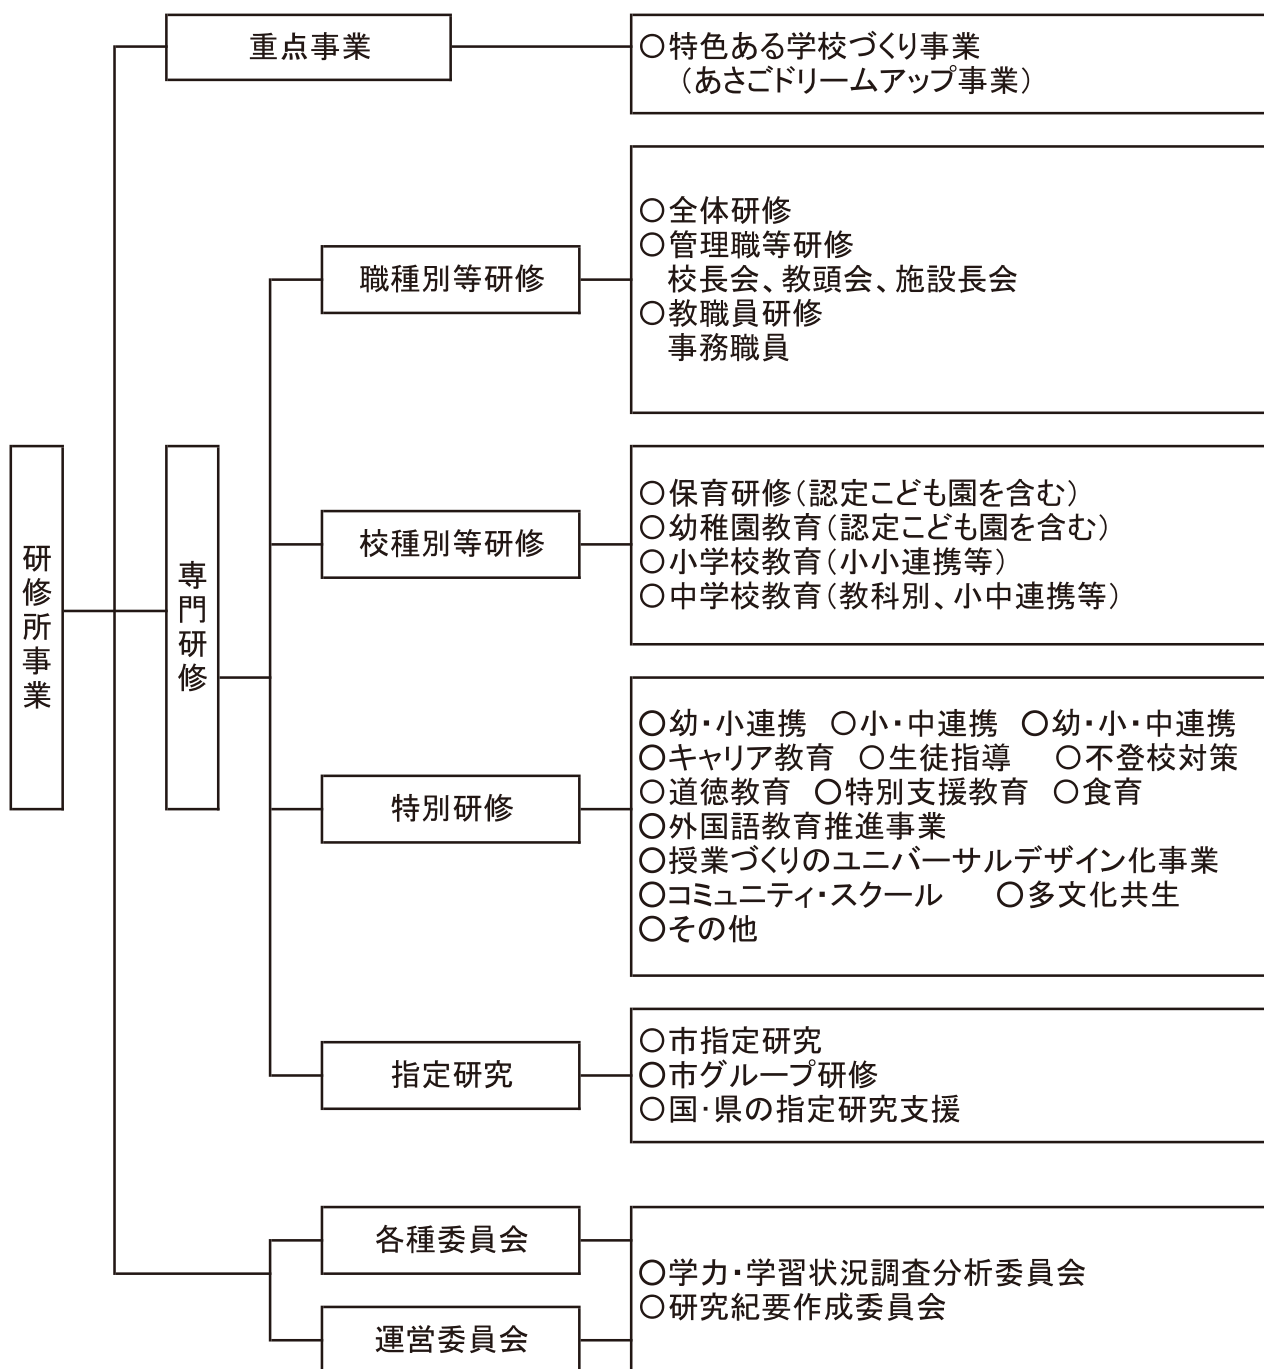 重点事業
○特色ある学校づくり事業
（あさごドリームアップ事業）
研修所事業
専門研修
職種別等研修
○全体研修
○管理職等研修
校長会、教頭会、施設長会
○教職員研修
事務職員
校種別等研修
○保育研修（認定こども園を含む）
○幼稚園教育（認定こども園を含む）
○小学校教育（小小連携等）
○中学校教育（教科別、小中連携等）
特別研修
○幼・小連携　○小・中連携　○幼・小・中連携
○キャリア教育　○生徒指導　○不登校対策
○道徳教育　○特別支援教育　○食育
○外国語教育推進事業
○授業づくりのユニバーサルデザイン化事業
○コミュニティ・スクール　○多文化共生
○その他
指定研究
○市指定研究
○市グループ研修
○国・県の指定研究支援
各種委員会
運営委員会
○学力・学習状況調査分析委員会
○研究紀要作成委員会